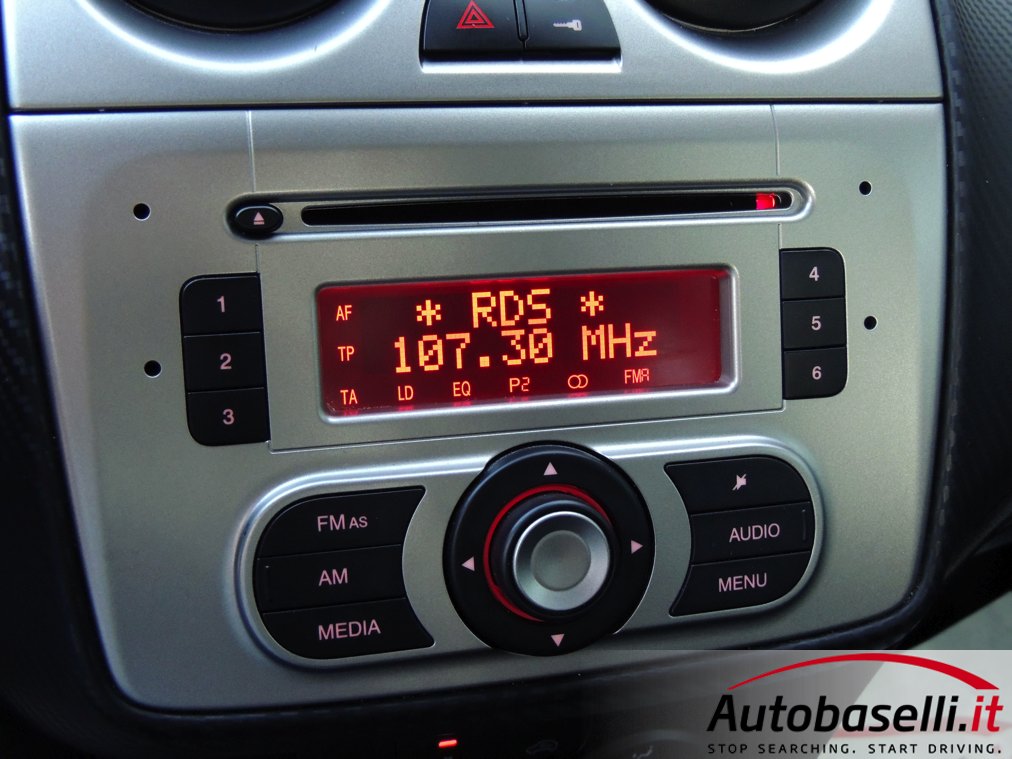 1
2
3
4
5
6
AF
* RDS *
TP
107.30 MHz
TA LD EQ P2 FMA
FM AS
AM
MEDIA
AUDIO
MENU
Autobaselli.it
STOP SEARCHING. START DRIVING.